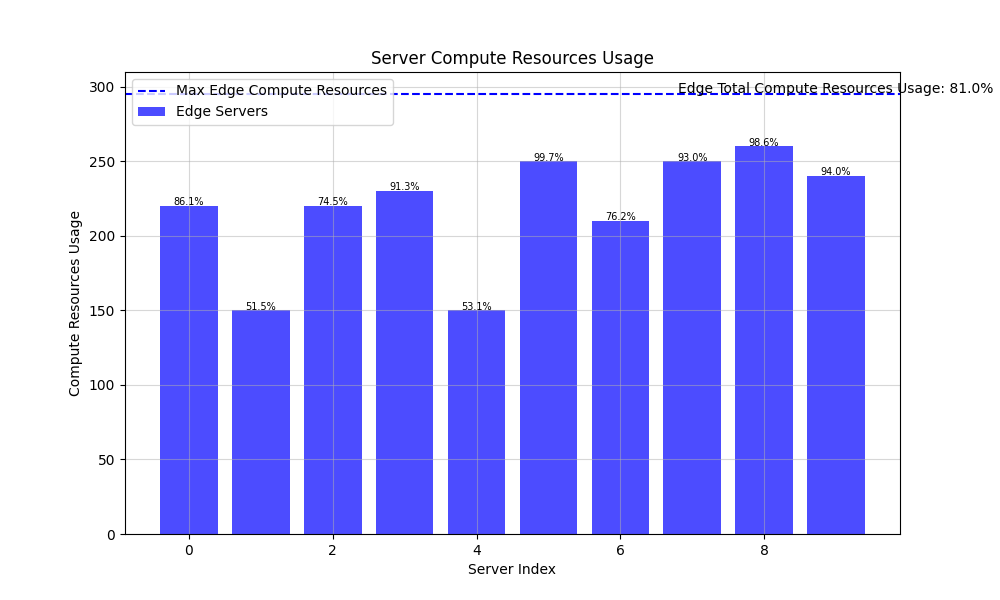 Server Compute Resources Usage
Max Edge Compute Resources
Edge Servers
Edge Total Compute Resources Usage: 81.0%
Compute Resources Usage
300
250
200
150
100
50
0
86.1%
51.5%
74.5%
91.3%
53.1%
99.7%
76.2%
93.0%
98.6%
94.0%
0 2 4 6 8
Server Index